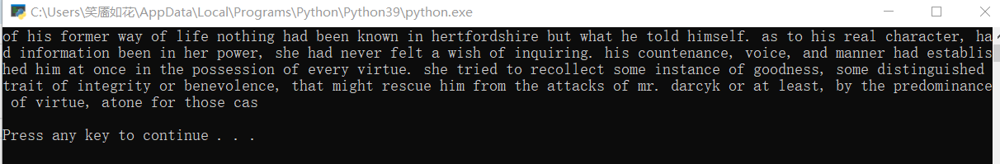 C:\Users\笑靥如花\AppData\Local\Programs\Python\Python39\python.exe
of his former way of life nothing had been known in hertfordshire but what he told himself. as to his real character, ha
d information been in her power, she had never felt a wish of inquiring. his countenance, voice, and manner had establis
hed him at once in the possession of every virtue. she tried to recollect some instance of goodness, some distinguished
trait of integrity or benevolence, that might rescue him from the attacks of mr. darcyk or at least, by the predominance
 of virtue, atone for those cas
Press any key to continue . . .